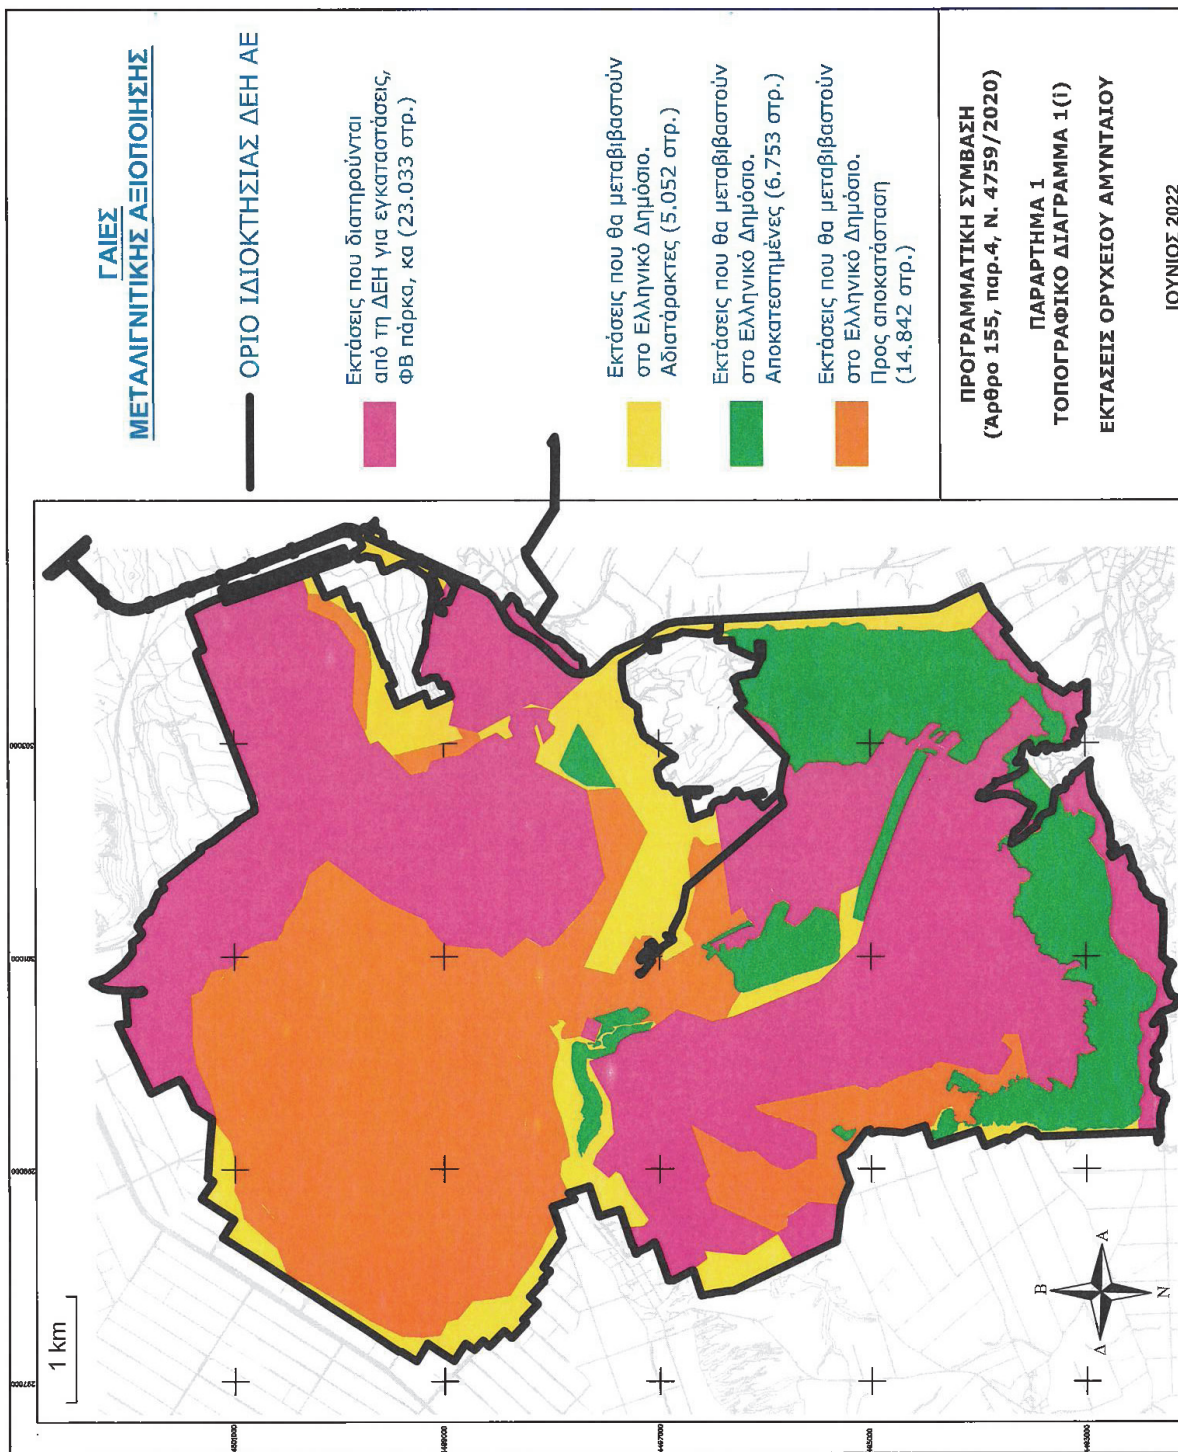 ΓΑΙΕΣ
ΜΕΤΑΛΙΓΝΙΤΙΚΗΣ ΑΞΙΟΠΟΙΗΣΗΣ
ΟΡΙΟ ΙΔΙΟΚΤΗΣΙΑΣ ΔΕΗ ΑΕ
Εκτάσεις που διατηρούνται
από τη ΔΕΗ για εγκαταστάσεις,
ΦΒ πάρκα, κα (23.033 στρ.)
Εκτάσεις που θα μεταβιβαστούν
στο Ελληνικό Δημόσιο.
Αδιατάρακτες (5.052 στρ.)
Εκτάσεις που θα μεταβιβαστούν
στο Ελληνικό Δημόσιο.
Αποκατεστημένες (6.753 στρ.)
Εκτάσεις που θα μεταβιβαστούν
στο Ελληνικό Δημόσιο.
Προς αποκατάσταση
(14.842 στρ.)
ΠΡΟΓΡΑΜΜΑΤΙΚΗ ΣΥΜΒΑΣΗ
(Άρθρο 155, παρ.4, Ν. 4759/2020)
ΠΑΡΑΡΤΗΜΑ 1
ΤΟΠΟΓΡΑΦΙΚΟ ΔΙΑΓΡΑΜΜΑ 1(i)
ΕΚΤΑΣΕΙΣ ΟΡΥΧΕΙΟΥ ΑΜΥΝΤΑΙΟΥ
ΙΟΥΝΙΟΣ 2022
1 km
Β
Δ
Α
Ν